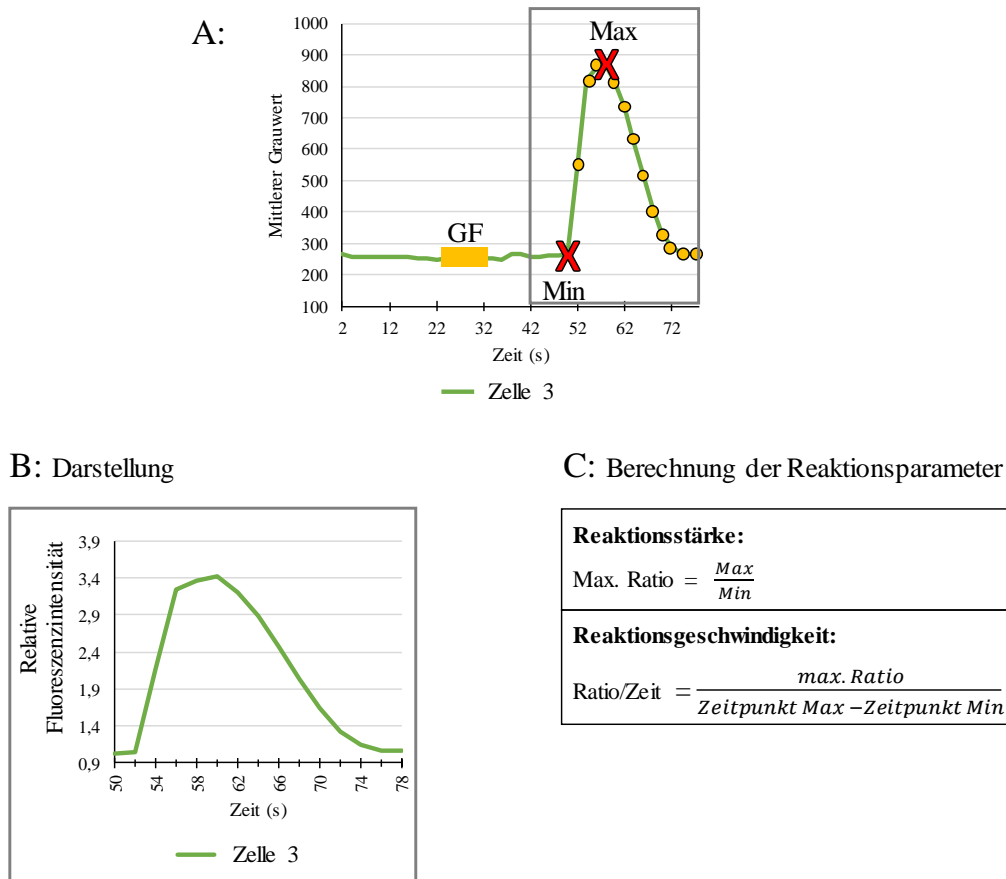 A:
1000
900
800
700
600
500
400
300
200
100
Mittlerer Grauwert
Max
GF
Min
2 12 22 32 42 52 62 72
Zeit (s)
Zelle 3
B: Darstellung
3,9
3,4
2,9
2,4
1,9
1,4
0,9
Relative
Fluoreszenzintensität
50 54 58 62 66 70 74 78
Zeit (s)
Zelle 3
C: Berechnung der Reaktionsparameter
Reaktionsstärke:
Max. Ratio = Max/Min
Reaktionsgeschwindigkeit:
Ratio/Zeit = max. Ratio/Zeitpunkt Max −Zeitpunkt Min